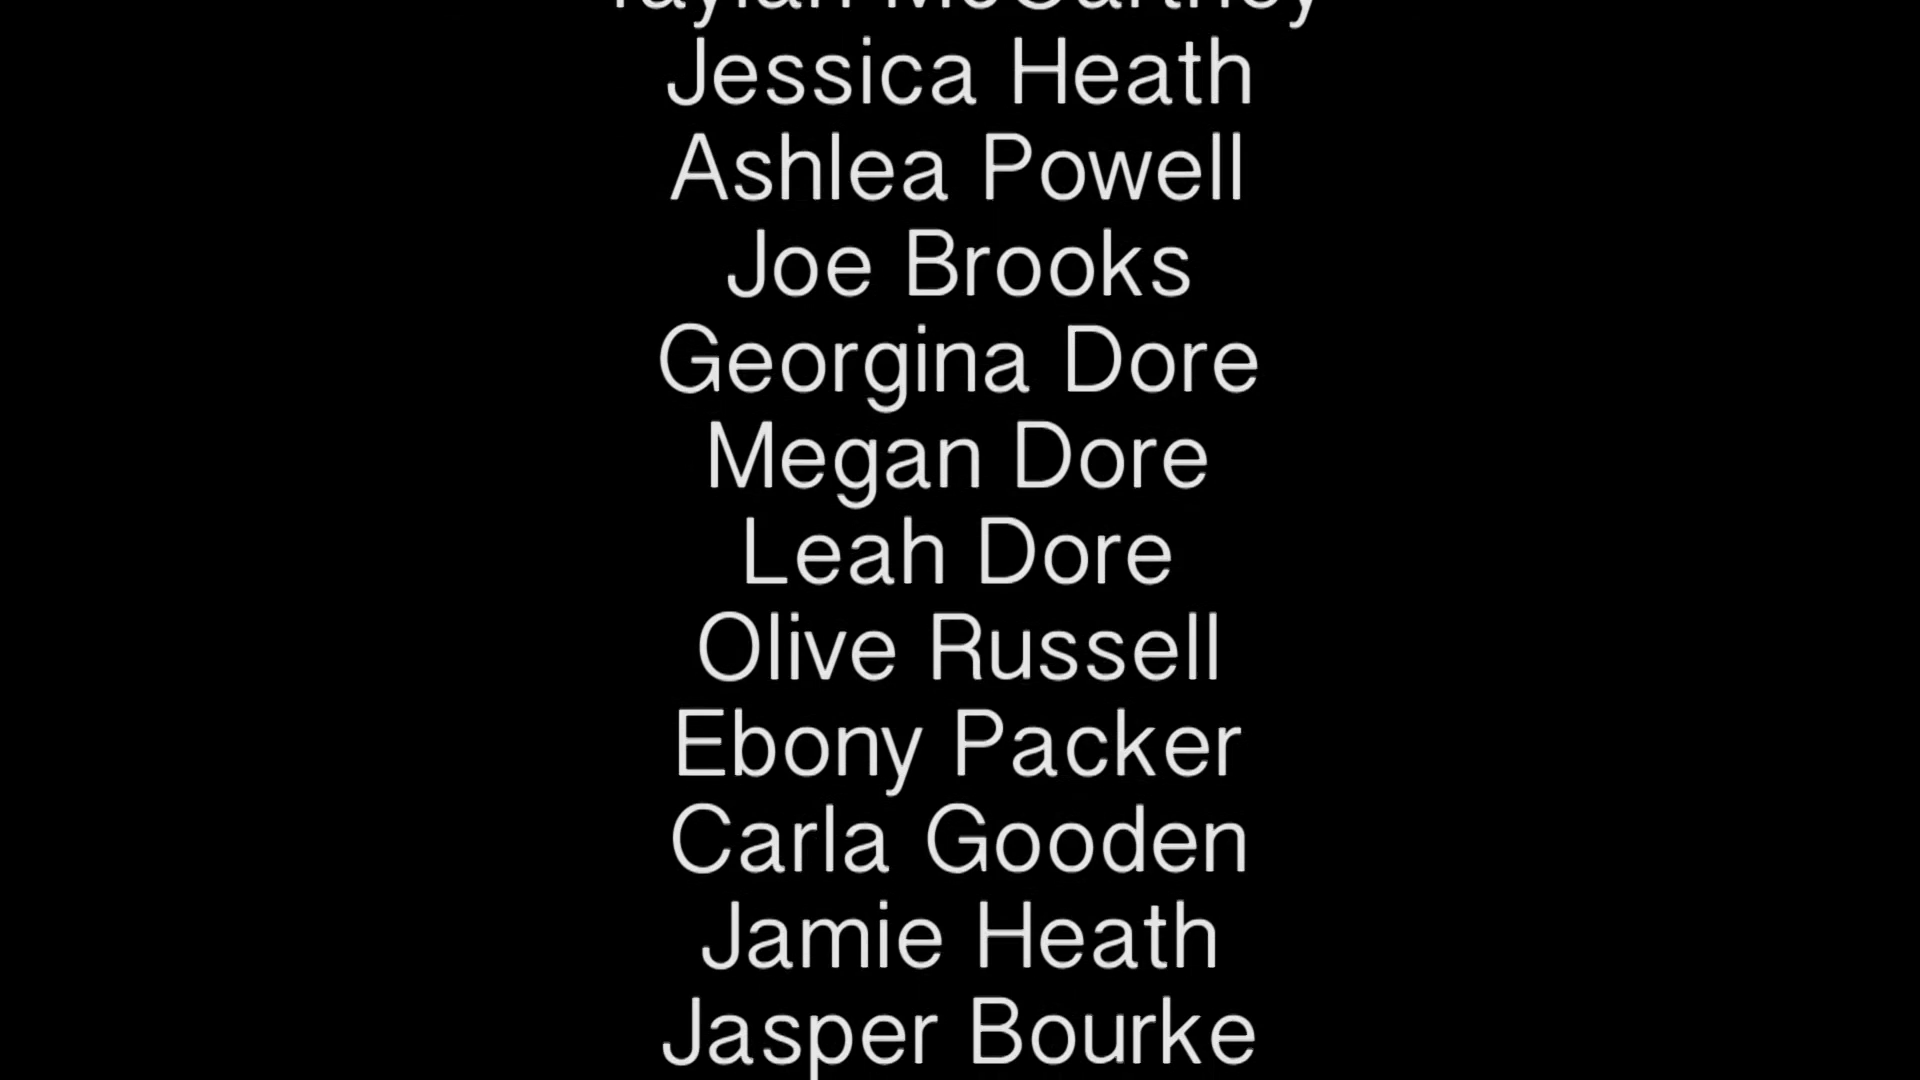 McCartney
Jessica Heath
Ashlea Powell
Joe Brooks
Georgina Dore
Megan Dore
Leah Dore
Olive Russell
Ebony Packer
Carla Gooden
Jamie Heath
Jasper Bourke